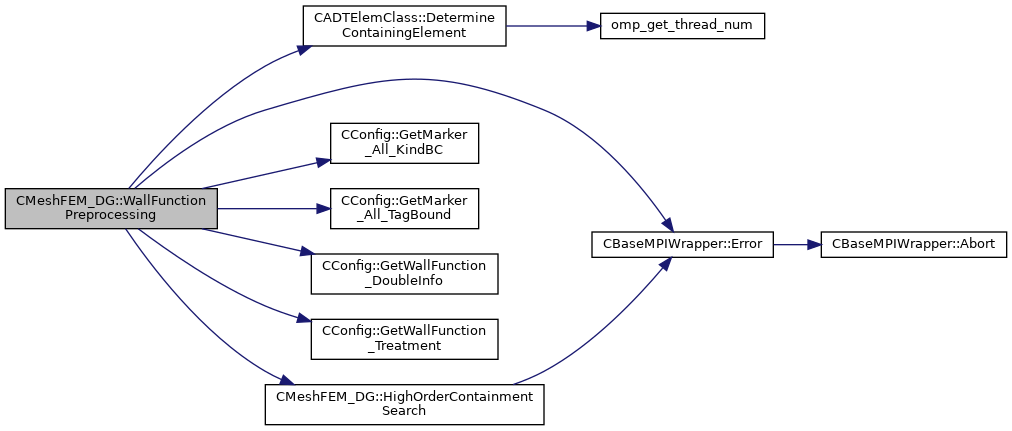 CADTElemClass::Determine
ContainingElement
omp_get_thread_num
CConfig::GetMarker
_All_KindBC
CMeshFEM_DG::WallFunction
Preprocessing
CConfig::GetMarker
_All_TagBound
CBaseMPIWrapper::Error
CBaseMPIWrapper::Abort
CConfig::GetWallFunction
_DoubleInfo
CConfig::GetWallFunction
_Treatment
CMeshFEM_DG::HighOrderContainment
Search